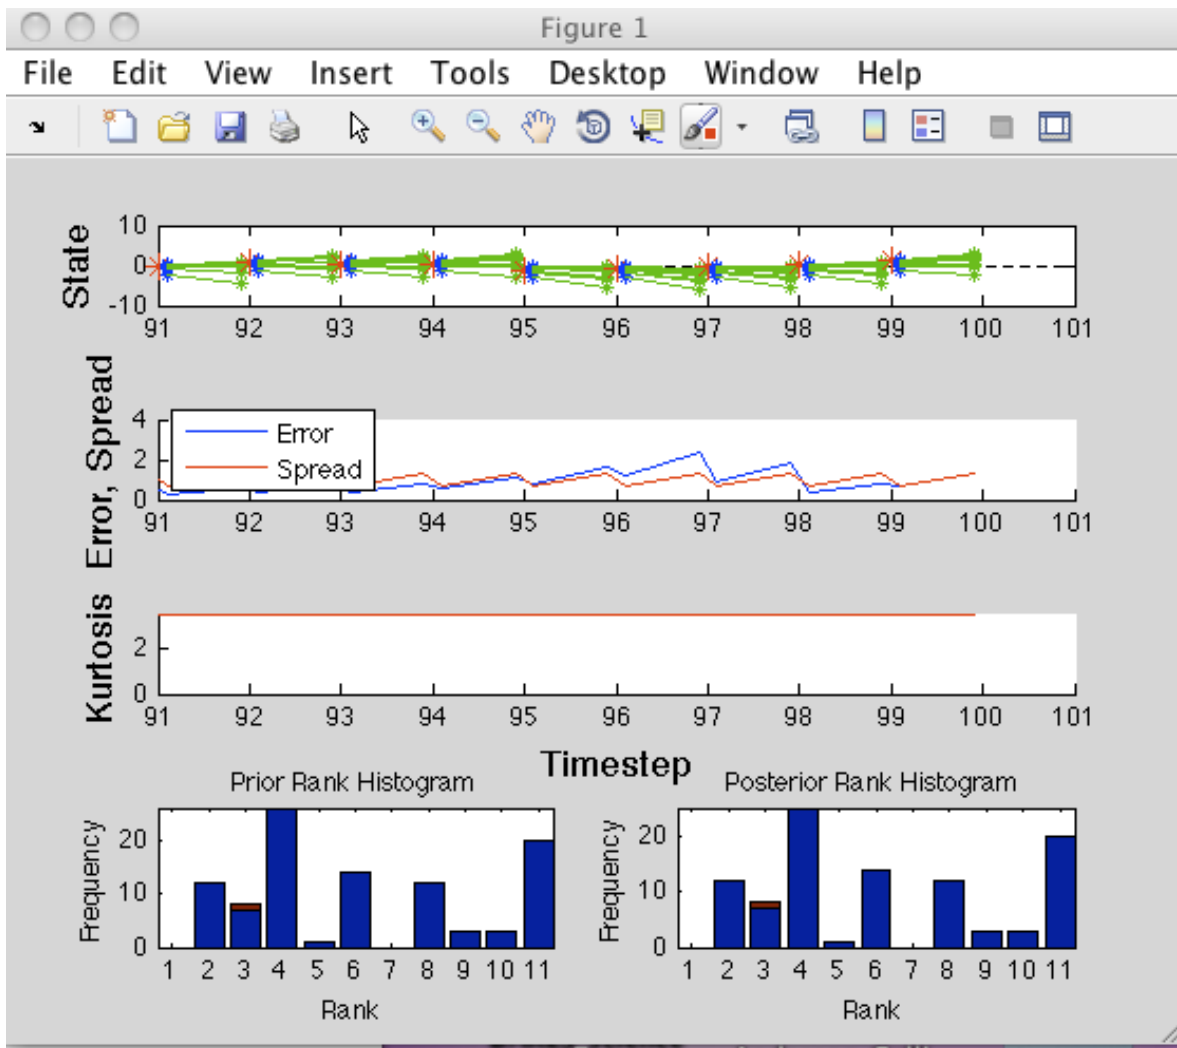 Figure 1
File Edit View Insert Tools Desktop Window Help
State
10
0
-10
91 92 93 94 95 96 97 98 99 100 101
Error, Spread
4
2
0
Error
Spread
91 92 93 94 95 96 97 98 99 100 101
Kurtosis
2
0
91 92 93 94 95 96 97 98 99 100 101
Timestep
Prior Rank Histogram
Frequency
20
10
0
1 2 3 4 5 6 7 8 9 10 11
Rank
Posterior Rank Histogram
Frequency
20
10
0
1 2 3 4 5 6 7 8 9 10 11
Rank